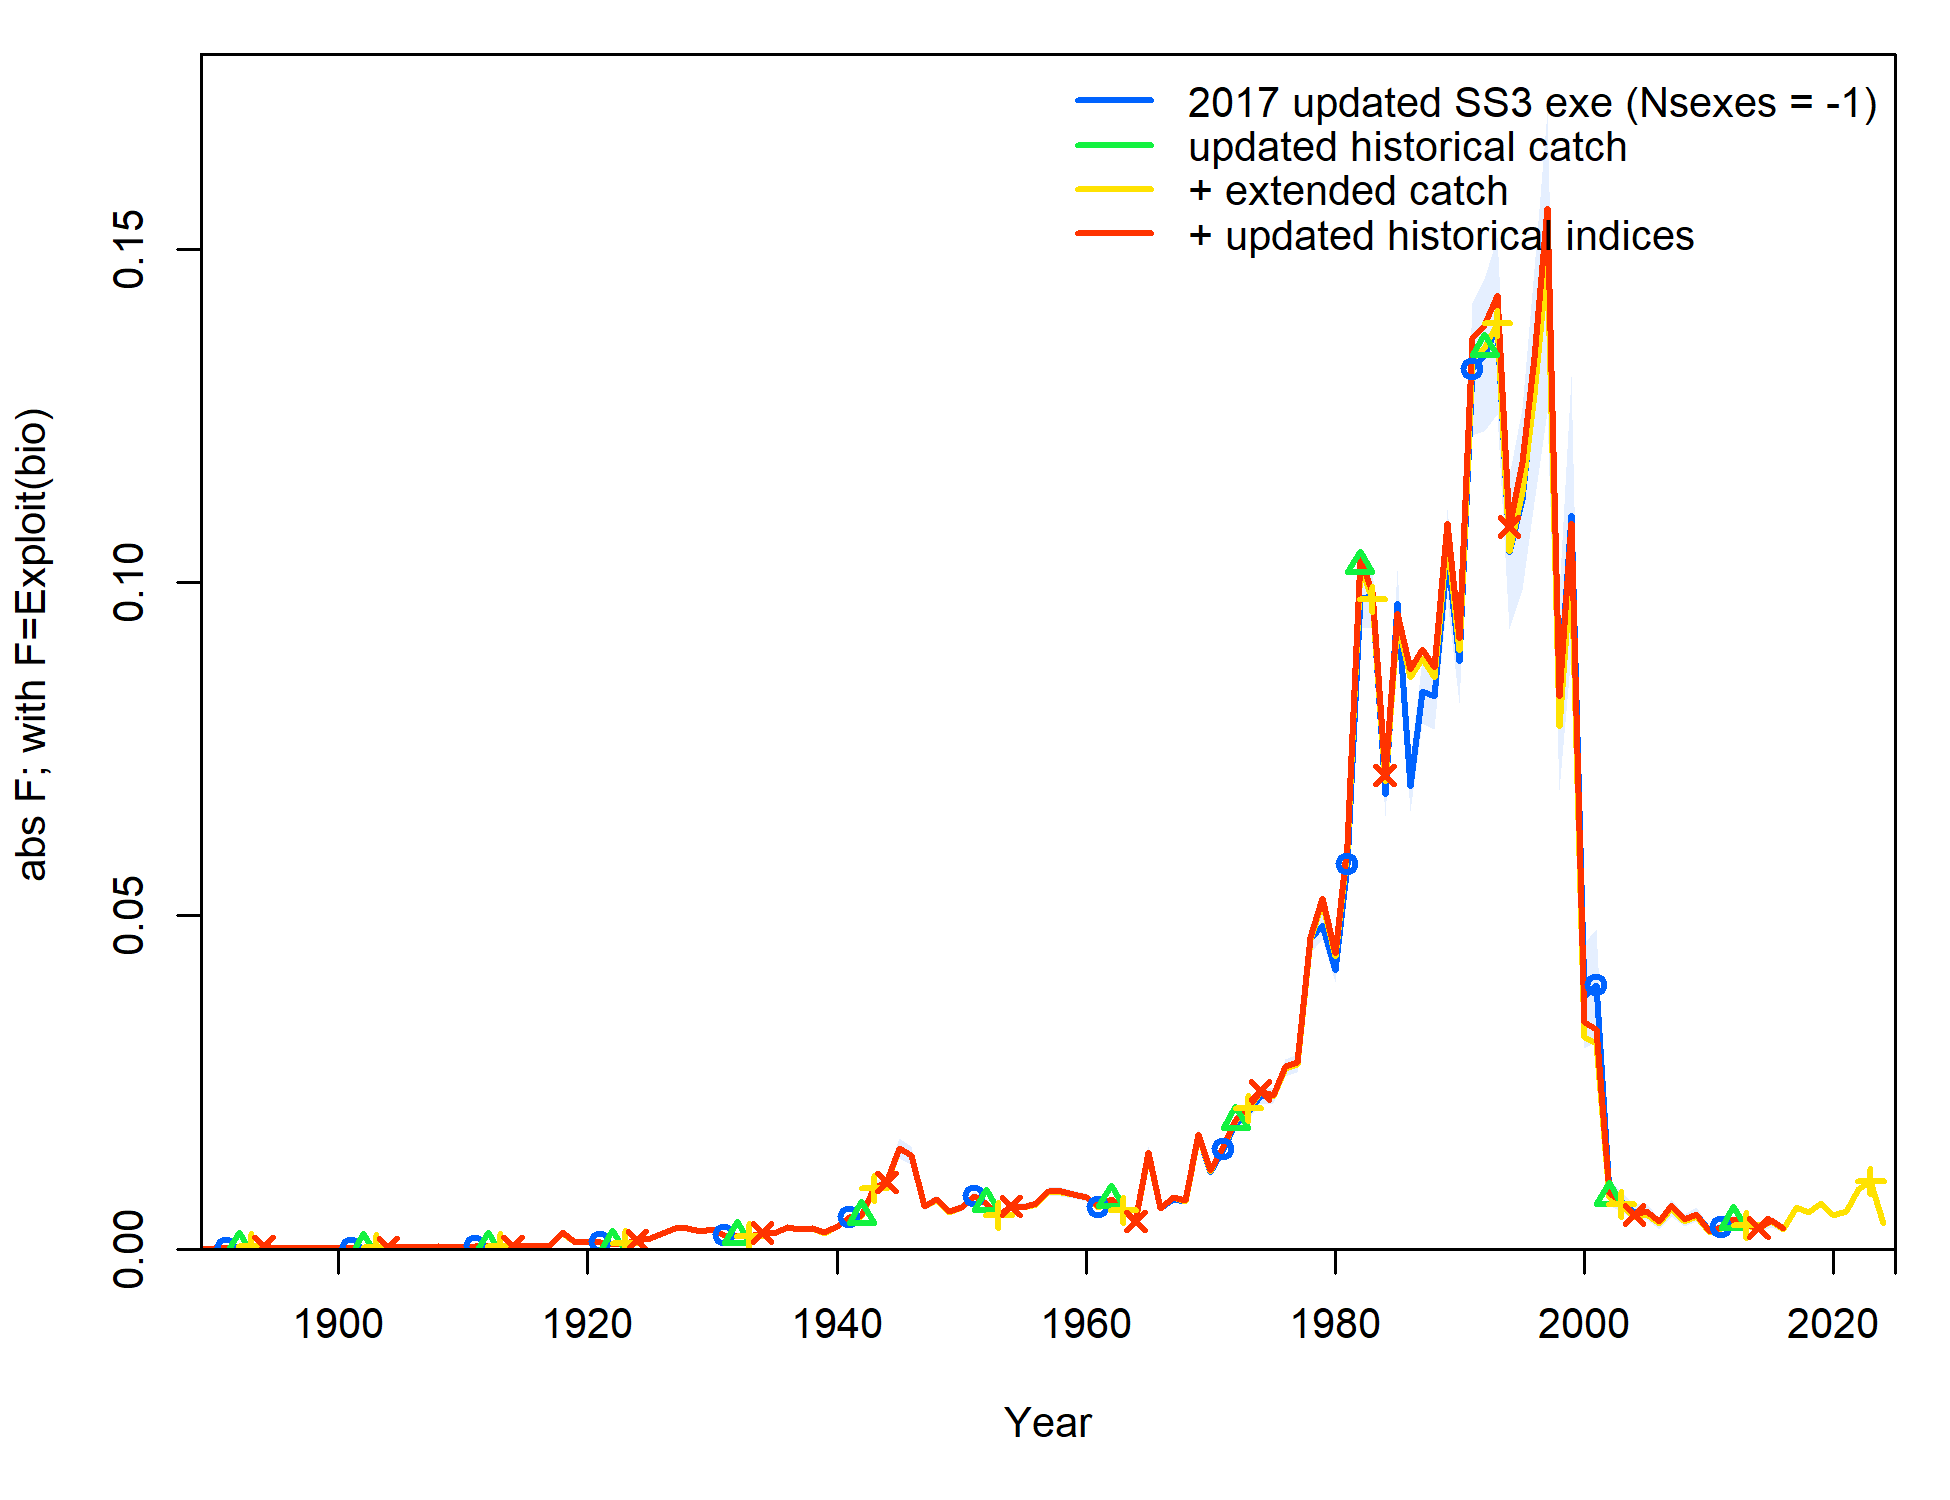 2017 updated SS3 exe (Nsexes = -1)
updated historical catch
+ extended catch
+ updated historical indices
abs F; with F=Exploit(bio)
0.15
0.10
0.05
0.00
1900 1920 1940 1960 1980 2000 2020
Year